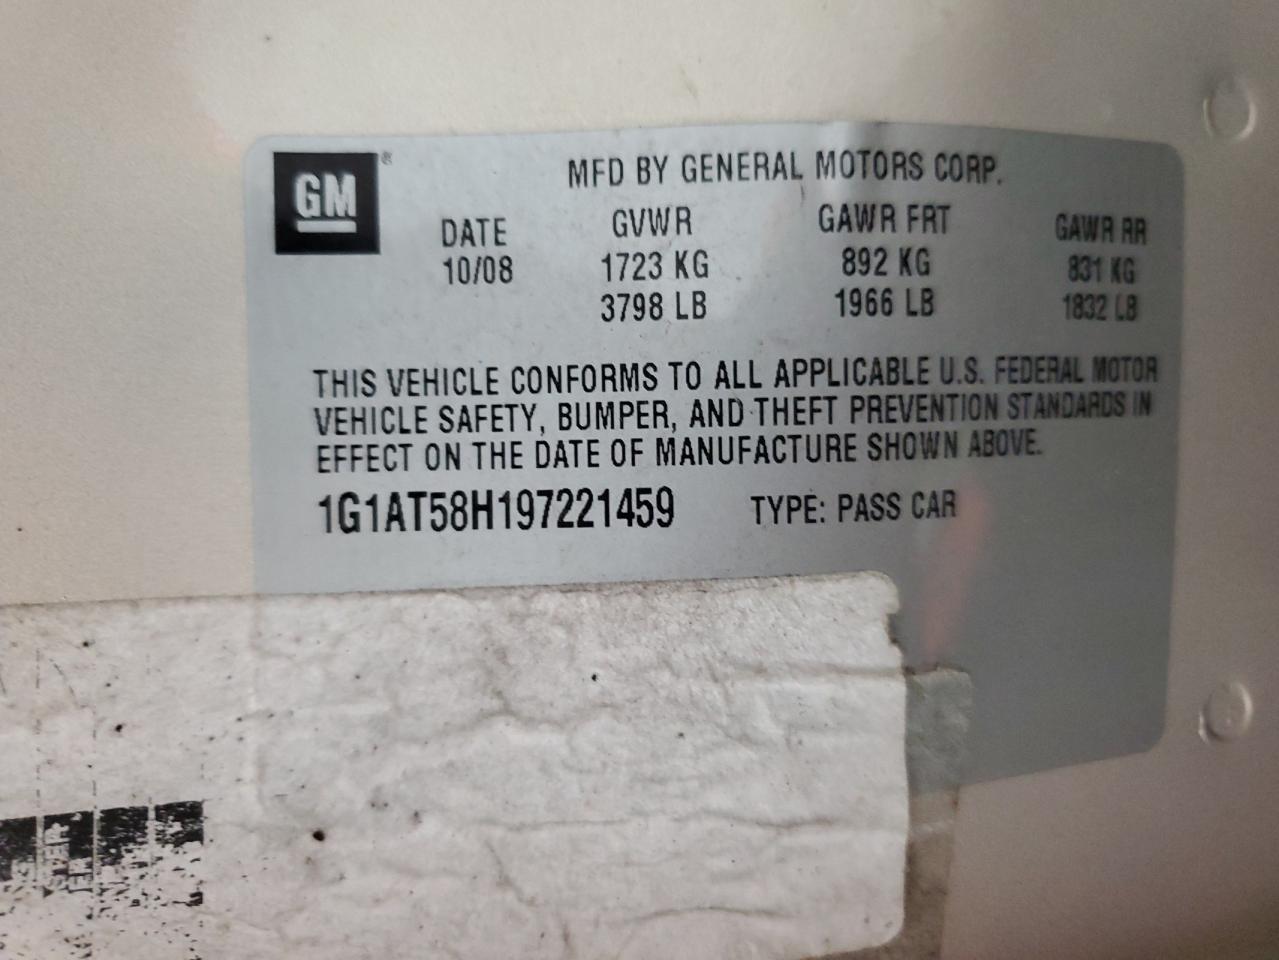 GM®
MFD BY GENERAL MOTORS CORP.
DATE GVWR GAWR FRT GAWR RR
10/08 1723 KG 892 KG 831 KG
3798 LB 1966 LB 1832 LB
THIS VEHICLE CONFORMS TO ALL APPLICABLE U.S. FEDERAL MOTOR
VEHICLE SAFETY, BUMPER, AND THEFT PREVENTION STANDARDS IN
EFFECT ON THE DATE OF MANUFACTURE SHOWN ABOVE.
1G1AT58H197221459 TYPE: PASS CAR